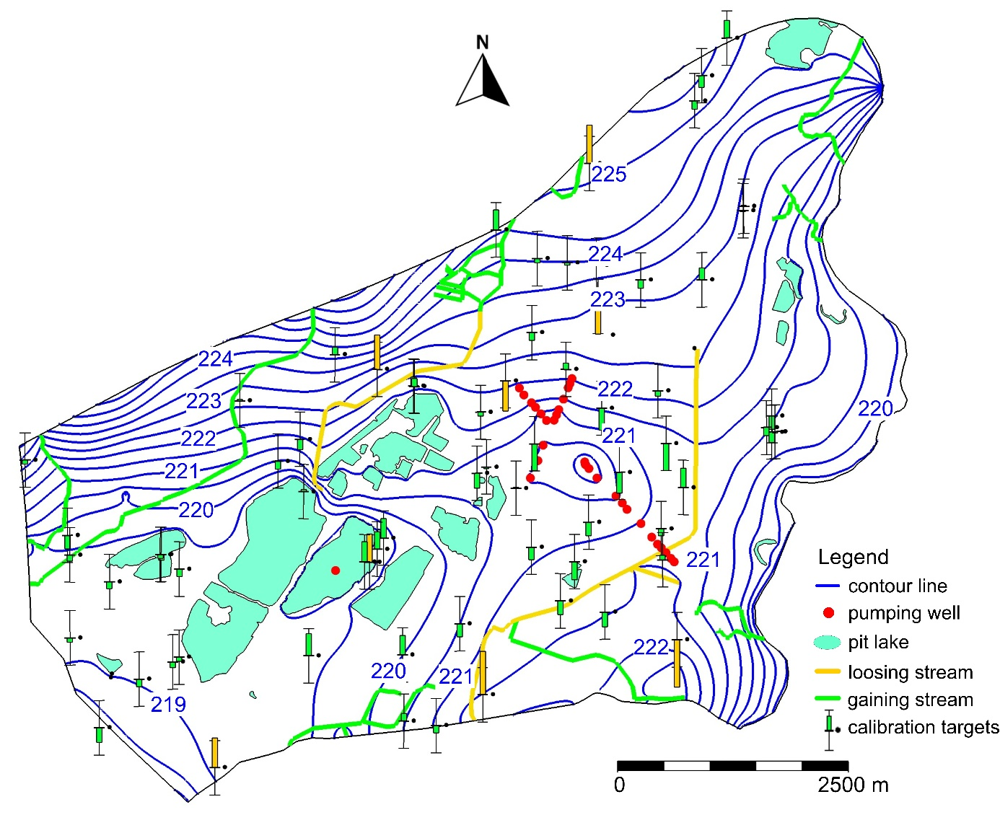 N
225
224
223
224
222
223
220
222
221
221
220
221
Legend
contour line
pumping well
222
pit lake
220
221
loosing stream
219
gaining stream
calibration targets
0
2500 m